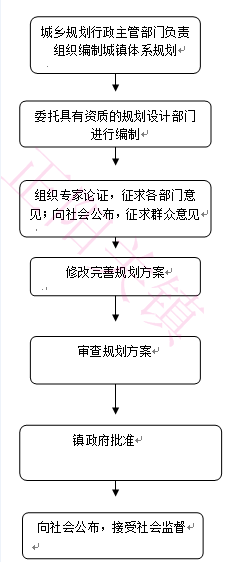 城乡规划行政主管部门负责
组织编制城镇体系规划
委托具有资质的规划设计部门
进行编制
组织专家论证，征求各部门意
见；向社会公布，征求群众意见
修改完善规划方案
审查规划方案
镇政府批准
向社会公布，接受社会监督
正阳关镇